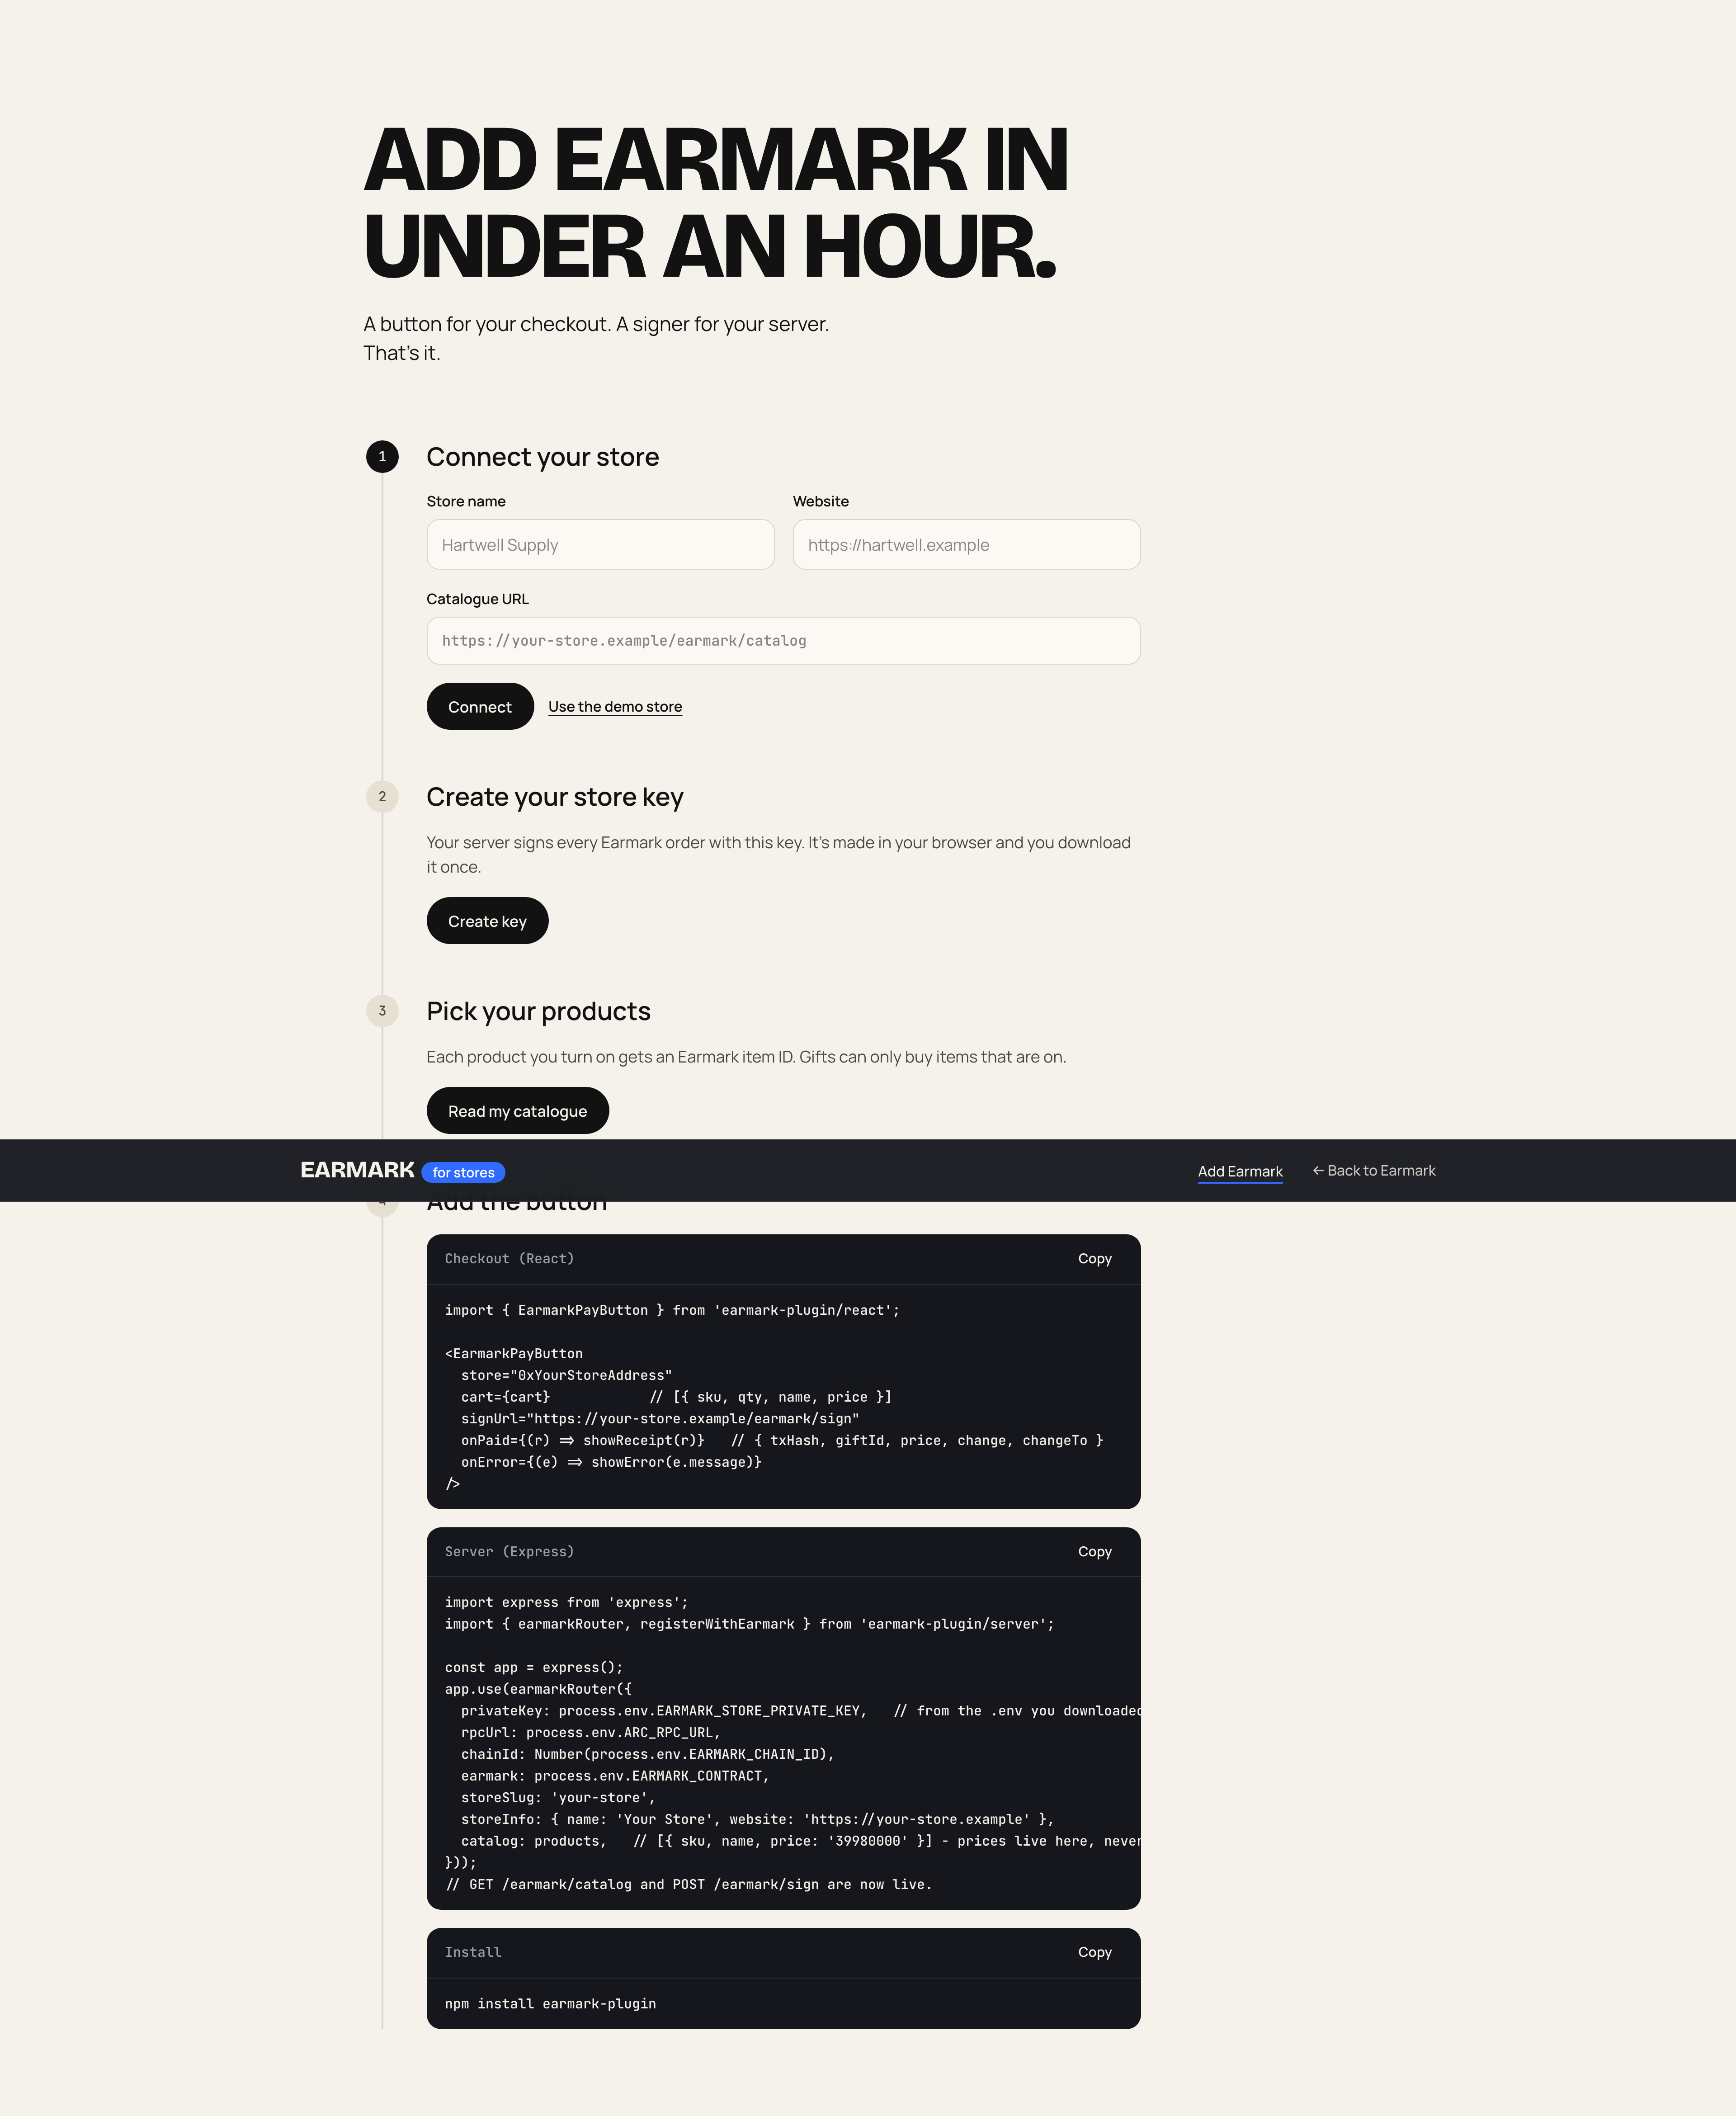 ADD EARMARK IN
UNDER AN HOUR.
A button for your checkout. A signer for your server.
That’s it.
1
Connect your store
Store name
Website
Hartwell Supply
https://hartwell.example
Catalogue URL
https://your-store.example/earmark/catalog
Connect
Use the demo store
2
Create your store key
Your server signs every Earmark order with this key. It’s made in your browser and you download
it once.
Create key
3
Pick your products
Each product you turn on gets an Earmark item ID. Gifts can only buy items that are on.
Read my catalogue
EARMARK for stores
Add Earmark
← Back to Earmark
4
Add the button
Checkout (React)
Copy
import { EarmarkPayButton } from 'earmark-plugin/react';
<EarmarkPayButton
  store="0xYourStoreAddress"
  cart={cart}            // [{ sku, qty, name, price }]
  signUrl="https://your-store.example/earmark/sign"
  onPaid={(r) => showReceipt(r)}   // { txHash, giftId, price, change, changeTo }
  onError={(e) => showError(e.message)}
/>
Server (Express)
Copy
import express from 'express';
import { earmarkRouter, registerWithEarmark } from 'earmark-plugin/server';
const app = express();
app.use(earmarkRouter({
  privateKey: process.env.EARMARK_STORE_PRIVATE_KEY,   // from the .env you downloaded
  rpcUrl: process.env.ARC_RPC_URL,
  chainId: Number(process.env.EARMARK_CHAIN_ID),
  earmark: process.env.EARMARK_CONTRACT,
  storeSlug: 'your-store',
  storeInfo: { name: 'Your Store', website: 'https://your-store.example' },
  catalog: products,   // [{ sku, name, price: '39980000' }] - prices live here, never
}));
// GET /earmark/catalog and POST /earmark/sign are now live.
Install
Copy
npm install earmark-plugin